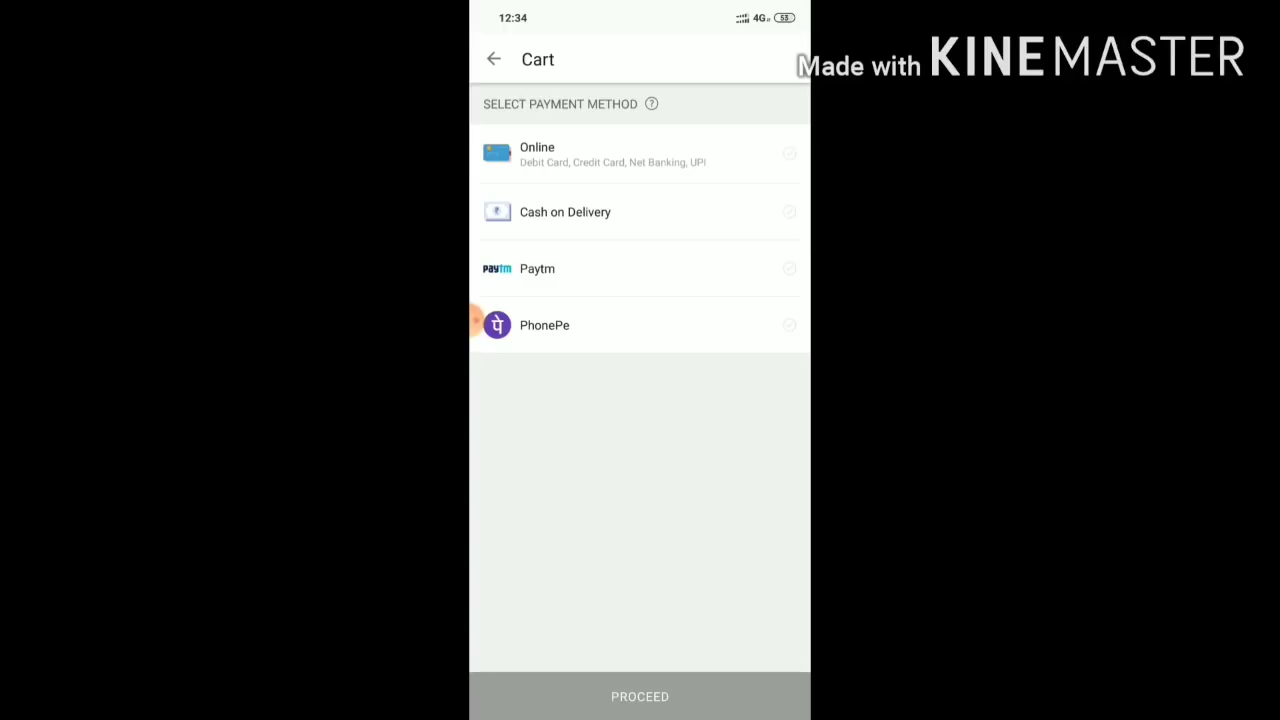 12:34
4G
53
Cart
Made with KINEMASTER
SELECT PAYMENT METHOD ?
Online
Debit Card, Credit Card, Net Banking, UPI
Cash on Delivery
paytm Paytm
पे PhonePe
PROCEED